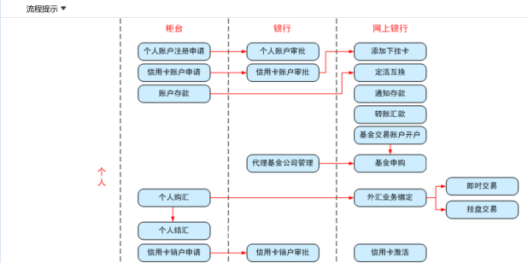 流程提示▼
柜台 银行 网上银行
个人账户注册申请 个人账户审批 添加下挂卡
信用卡账户申请 信用卡账户审批 定活互换
账户存款 通知存款
转账汇款
基金交易账户开户
代理基金公司管理 基金申购
个人
个人购汇 外汇业务绑定 即时交易
挂盘交易
个人结汇
信用卡销户申请 信用卡销户审批 信用卡激活